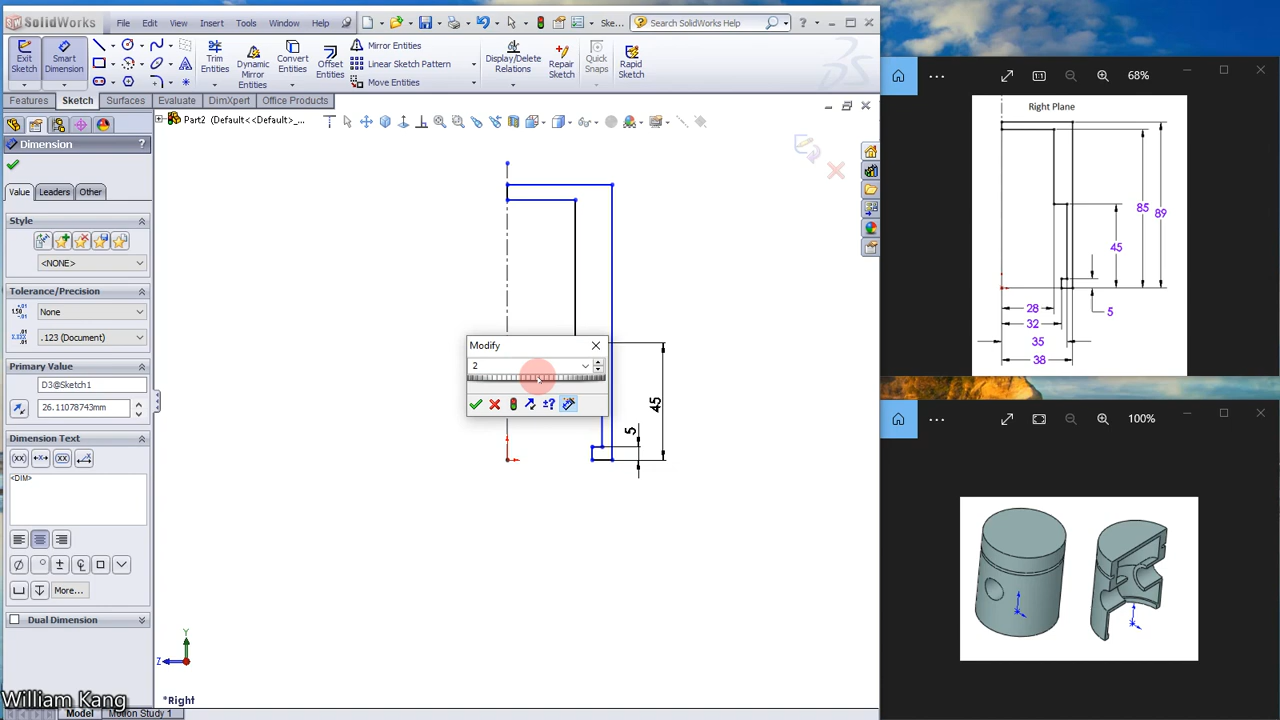 SolidWorks
File
Edit
View
Insert
Tools
Window
Help
Ske...
Search SolidWorks Help
Exit Sketch
Smart Dimension
Trim Entities
Dynamic Mirror Entities
Convert Entities
Offset Entities
Mirror Entities
Linear Sketch Pattern
Move Entities
Display/Delete Relations
Repair Sketch
Quick Snaps
Rapid Sketch
Features
Sketch
Surfaces
Evaluate
DimXpert
Office Products
Part2 (Default<<Default>_...
Dimension
?
Value
Leaders
Other
Style
<NONE>
Tolerance/Precision
None
.123 (Document)
Primary Value
D3@Sketch1
26.11078743mm
Dimension Text
(xx)
<DIM>
More...
Dual Dimension
Modify
2
±?
45
5
Y
Z
*Right
William Kang
Model
Motion Study 1
68%
Right Plane
85
89
45
5
28
32
35
38
100%